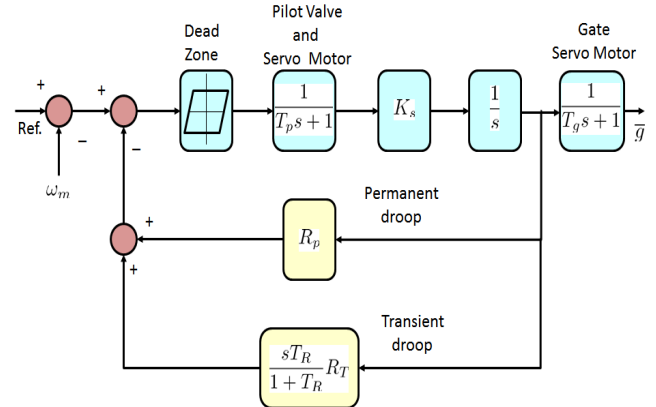 Dead
Zone
Pilot Valve
and
Servo Motor
Gate
Servo Motor
+
+
Ref.
−
−
ω_m
1
T_p s + 1
K_s
1
s
1
T_g s + 1
g̅
Permanent
droop
+
+
R_p
Transient
droop
sT_R
1 + T_R
R_T